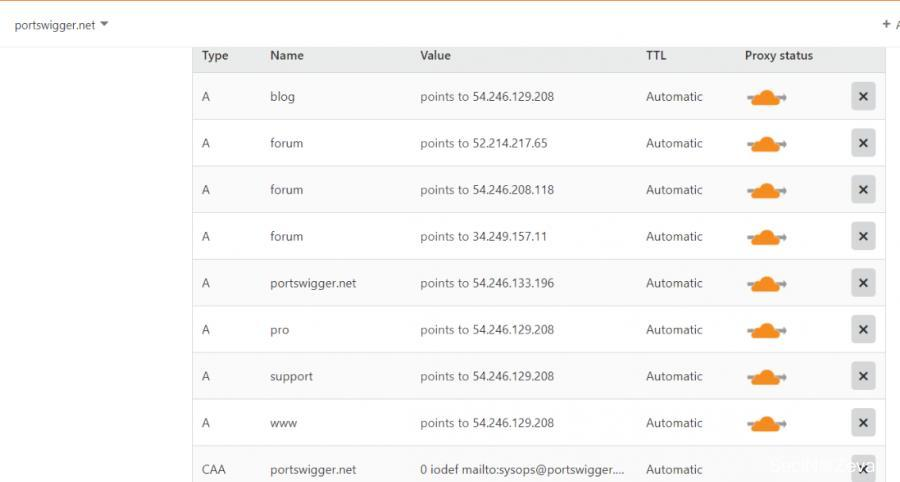 portswigger.net
+ A
Type Name Value TTL Proxy status
A blog points to 54.246.129.208 Automatic
A forum points to 52.214.217.65 Automatic
A forum points to 54.246.208.118 Automatic
A forum points to 34.249.157.11 Automatic
A portswigger.net points to 54.246.133.196 Automatic
A pro points to 54.246.129.208 Automatic
A support points to 54.246.129.208 Automatic
A www points to 54.246.129.208 Automatic
CAA portswigger.net 0 iodef mailto:sysops@portswigger.... Automatic